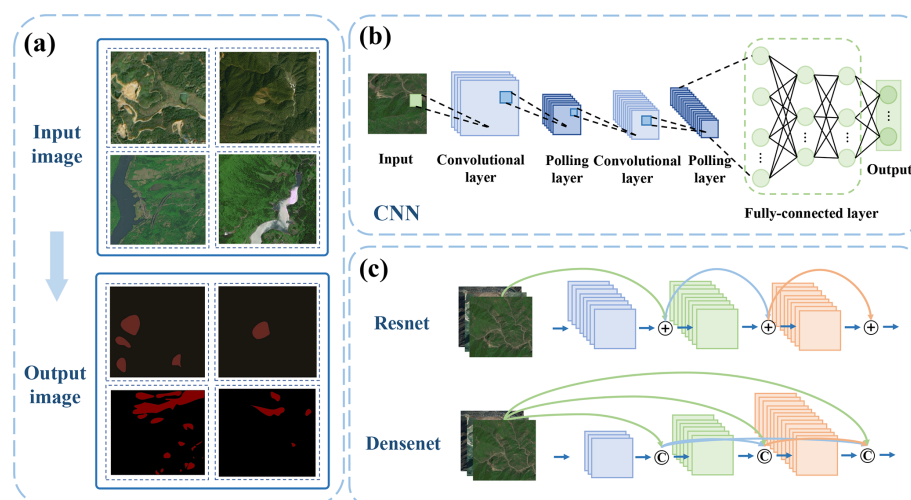 (a)
Input
image
Output
image
(b)
Input
Convolutional
layer
Polling
layer
Convolutional
layer
Polling
layer
Fully-connected layer
Output
CNN
(c)
Resnet
Densenet
C
C
C